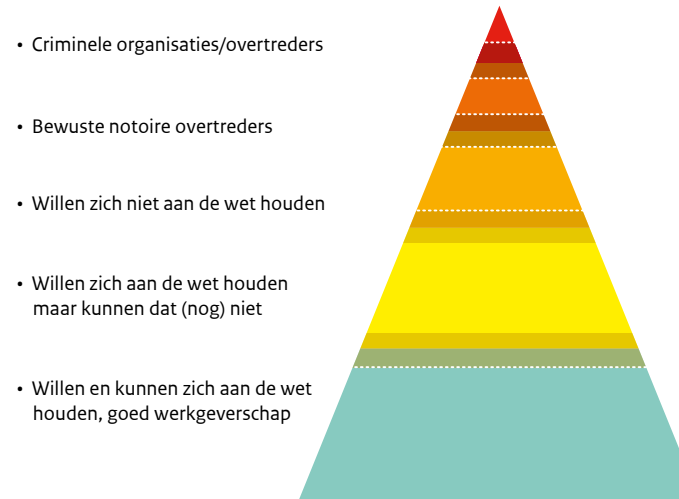 • Criminele organisaties/overtreders
• Bewuste notoire overtreders
• Willen zich niet aan de wet houden
• Willen zich aan de wet houden
maar kunnen dat (nog) niet
• Willen en kunnen zich aan de wet
houden, goed werkgeverschap